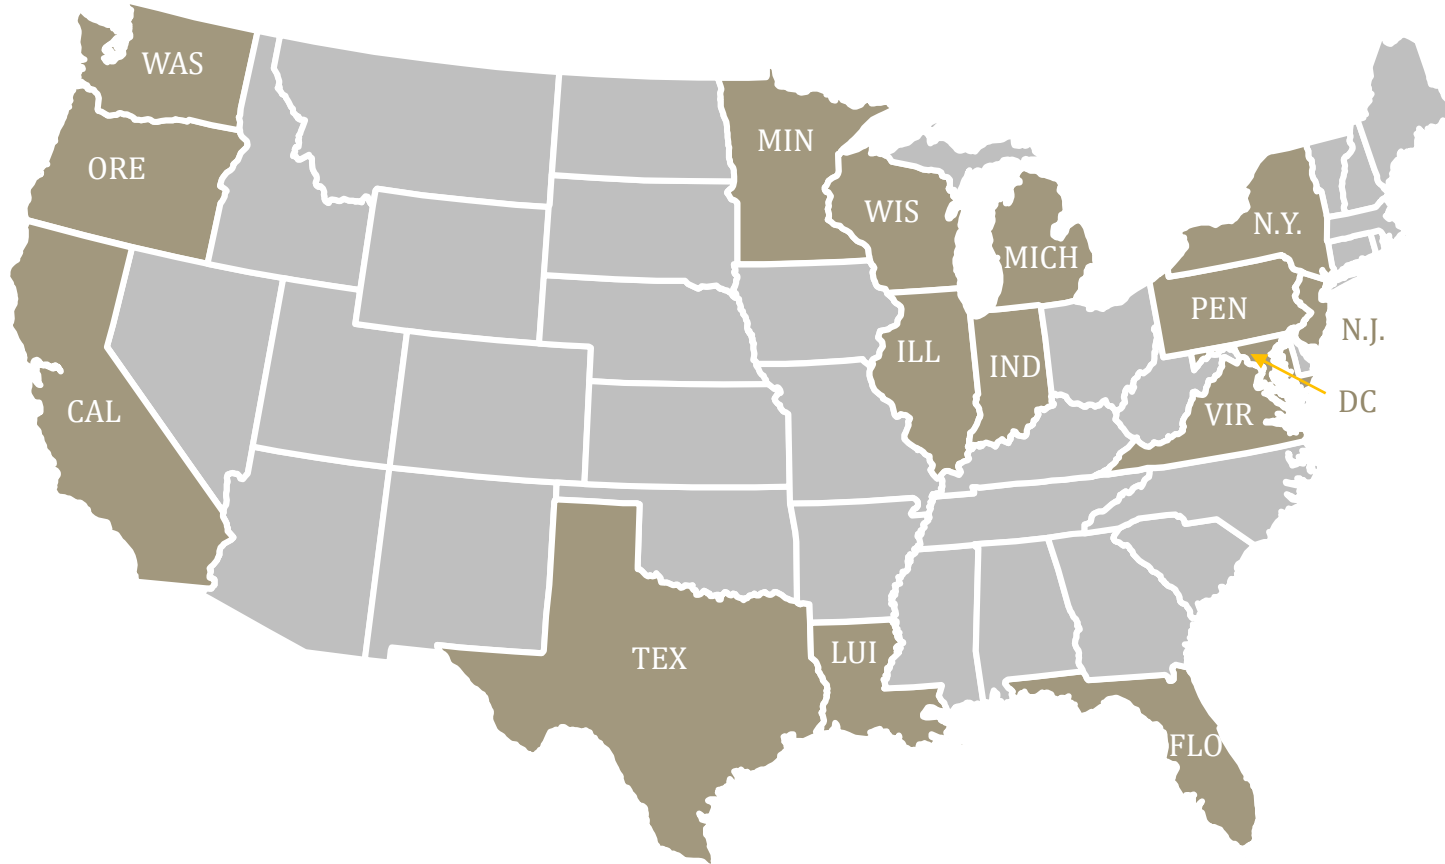 WAS
ORE
MIN
WIS
MICH
N.Y.
PEN
N.J.
ILL
IND
DC
CAL
VIR
TEX
LUI
FLO